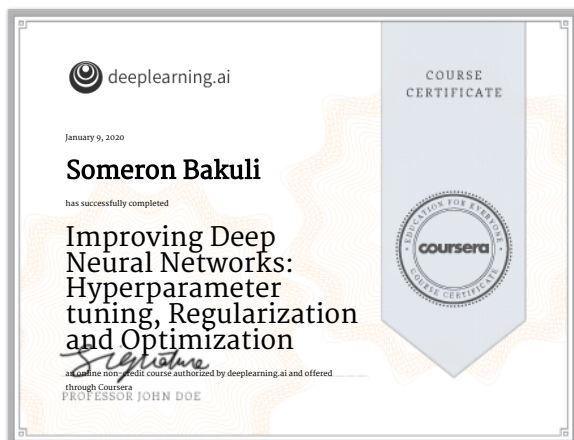 deeplearning.ai
COURSE
CERTIFICATE
January 9, 2020
Someron Bakuli
has successfully completed
Improving Deep
Neural Networks:
Hyperparameter
tuning, Regularization
and Optimization
Signature
an online non-credit course authorized by deeplearning.ai and offered
through Coursera
PROFESSOR JOHN DOE
EDUCATION FOR EVERYONE
coursera
COURSE CERTIFICATE